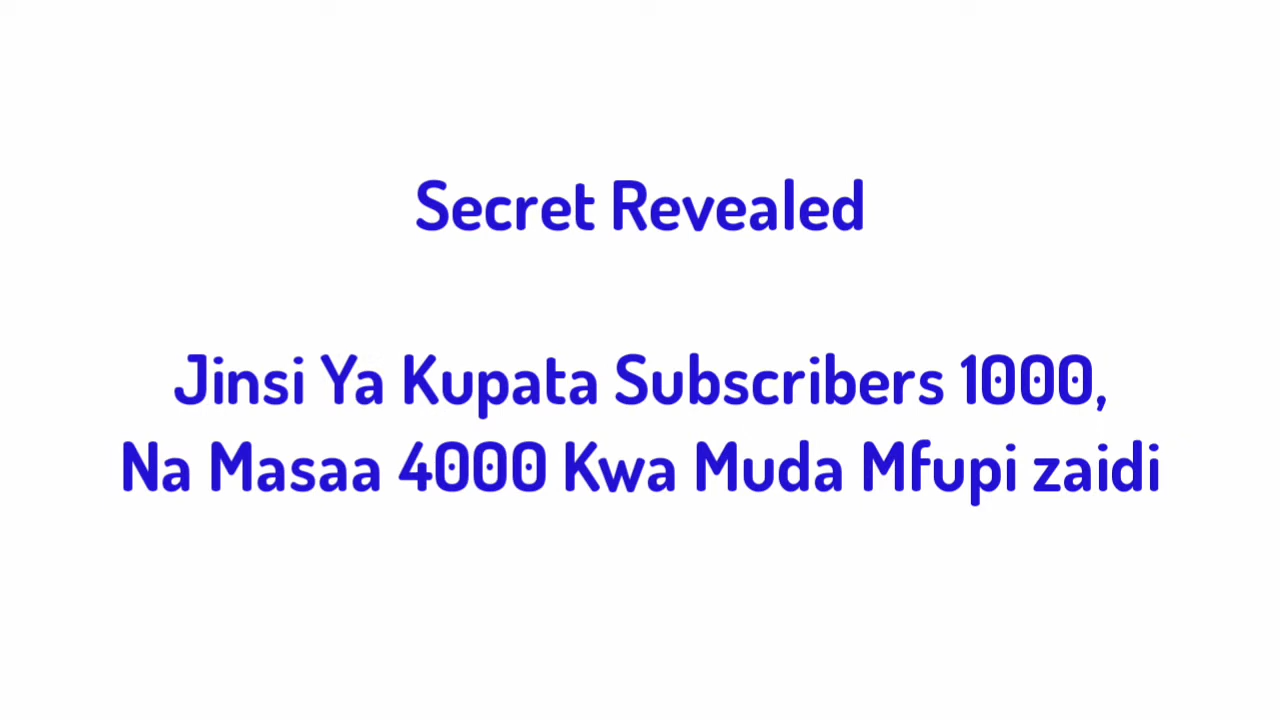 Secret Revealed
Jinsi Ya Kupata Subscribers 1000,
Na Masaa 4000 Kwa Muda Mfupi zaidi